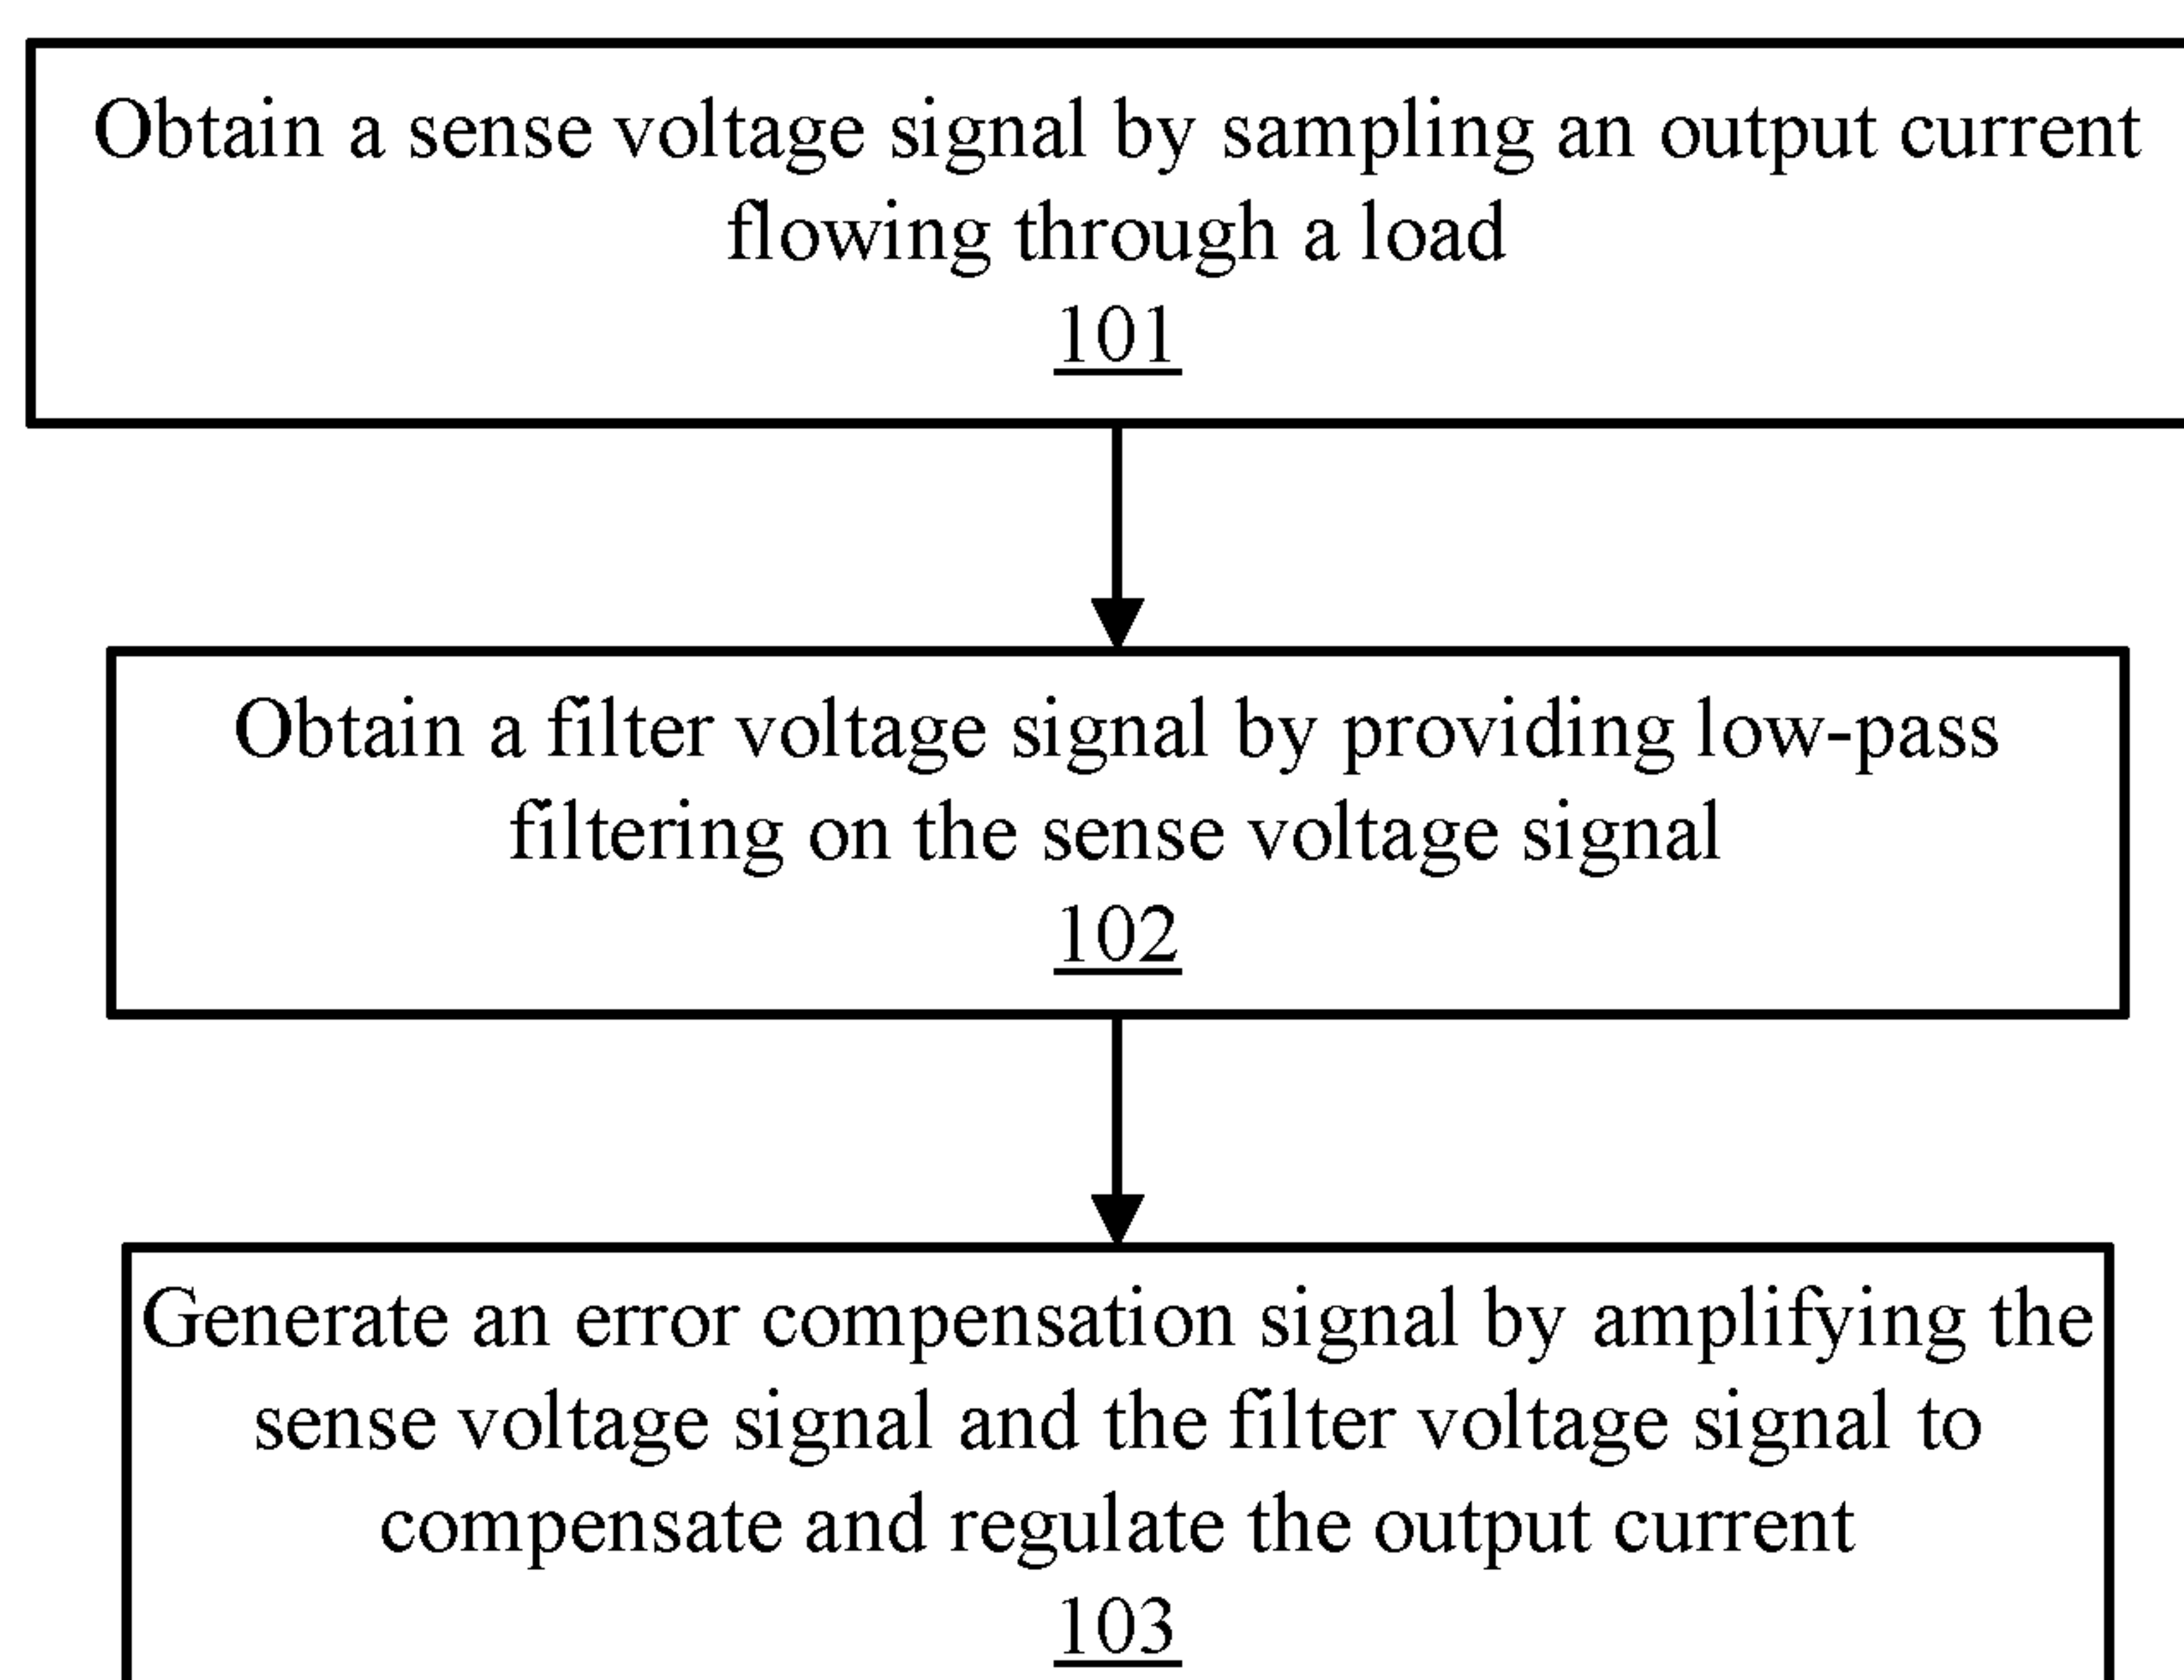 Obtain a sense voltage signal by sampling an output current
flowing through a load
101
Obtain a filter voltage signal by providing low-pass
filtering on the sense voltage signal
102
Generate an error compensation signal by amplifying the
sense voltage signal and the filter voltage signal to
compensate and regulate the output current
103